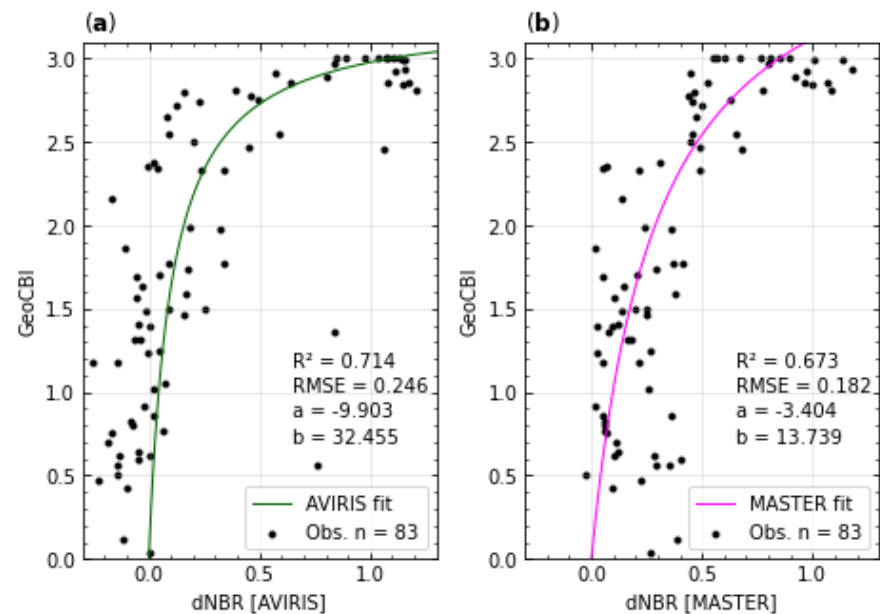 (a)
3.0
2.5
2.0
1.5
1.0
0.5
0.0
GeoCBI
R² = 0.714
RMSE = 0.246
a = -9.903
b = 32.455
AVIRIS fit
Obs. n = 83
0.0 0.5 1.0
dNBR [AVIRIS]
(b)
3.0
2.5
2.0
1.5
1.0
0.5
0.0
GeoCBI
R² = 0.673
RMSE = 0.182
a = -3.404
b = 13.739
MASTER fit
Obs. n = 83
0.0 0.5 1.0
dNBR [MASTER]